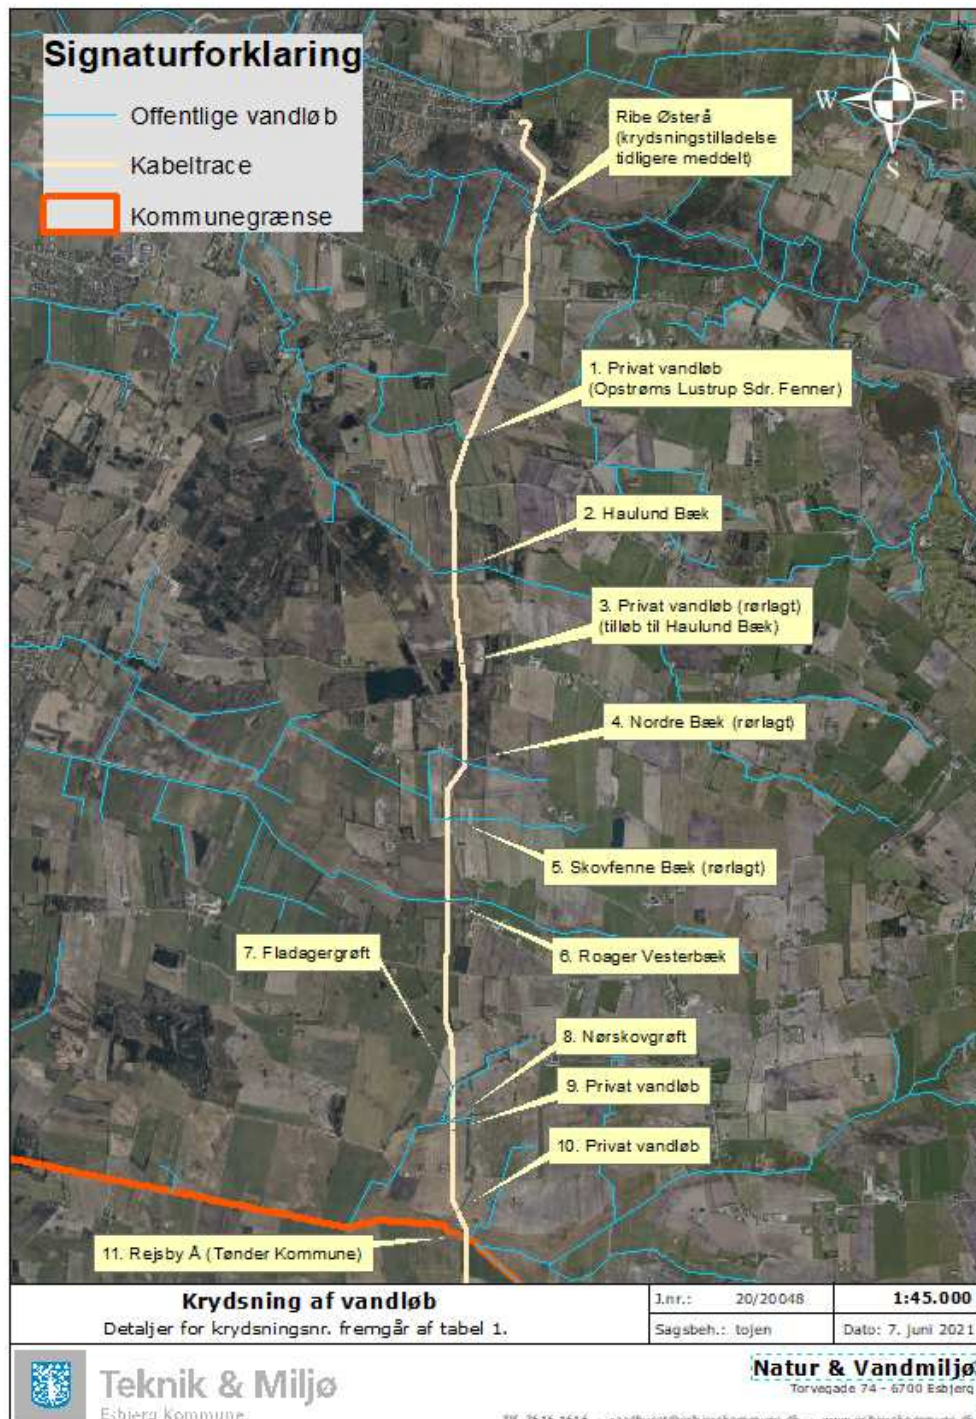 Signaturforklaring
Offentlige vandløb
Kabeltrace
Kommunegrænse
N
W
E
S
Ribe Østerå
(krydsningstilladelse
tidligere meddelt)
1. Privat vandløb
(Opstrøms Lustrup Sdr. Fenner)
2. Haulund Bæk
3. Privat vandløb (rørlagt)
(tilløb til Haulund Bæk)
4. Nordre Bæk (rørlagt)
5. Skovfenne Bæk (rørlagt)
6. Roager Vesterbæk
7. Fladagergrøft
8. Nørskovgrøft
9. Privat vandløb
10. Privat vandløb
11. Rejsby Å (Tønder Kommune)
Krydsning af vandløb
Detaljer for krydsningsnr. fremgår af tabel 1.
J.nr.: 20/20048
1:45.000
Sagsbeh.: tojen
Dato: 7. juni 2021
Teknik & Miljø
Esbjerg Kommune
Natur & Vandmiljø
Torvegade 74 - 6700 Esbjerg